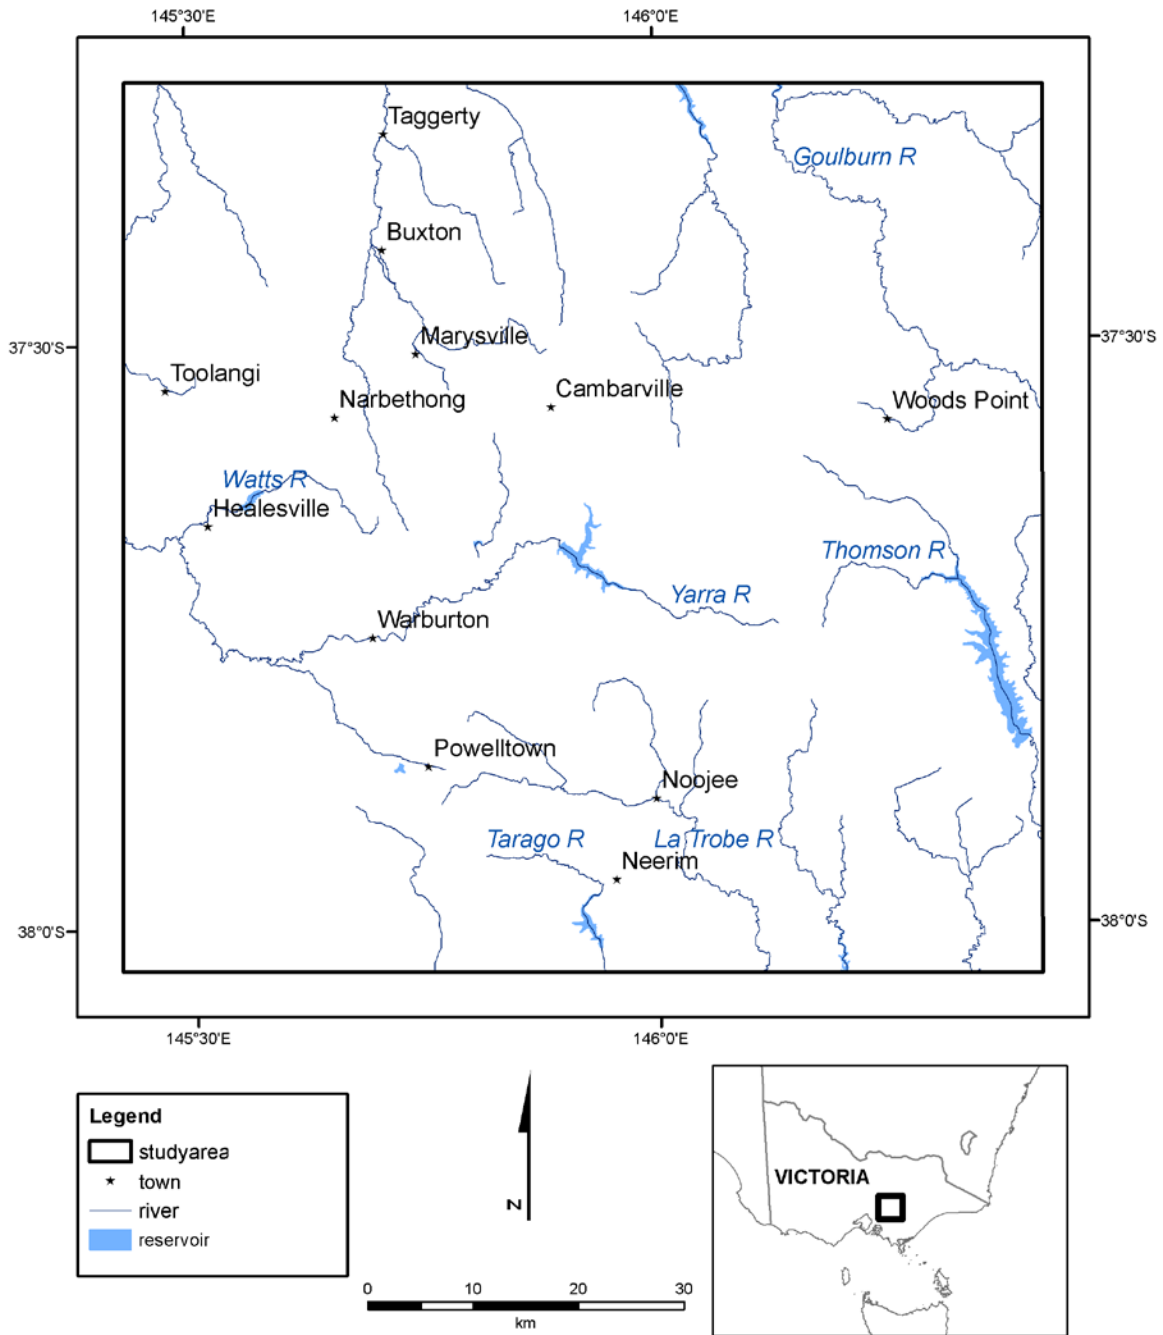 145°30'E
146°0'E
Taggerty
Goulburn R
Buxton
37°30'S
Marysville
37°30'S
Toolangi
Narbethong
Cambarville
Woods Point
Watts R
Healesville
Thomson R
Yarra R
Warburton
Powelltown
Noojee
Tarago R
La Trobe R
Neerim
38°0'S
38°0'S
145°30'E
146°0'E
Legend
studyarea
town
river
reservoir
N
0 10 20 30
km
VICTORIA